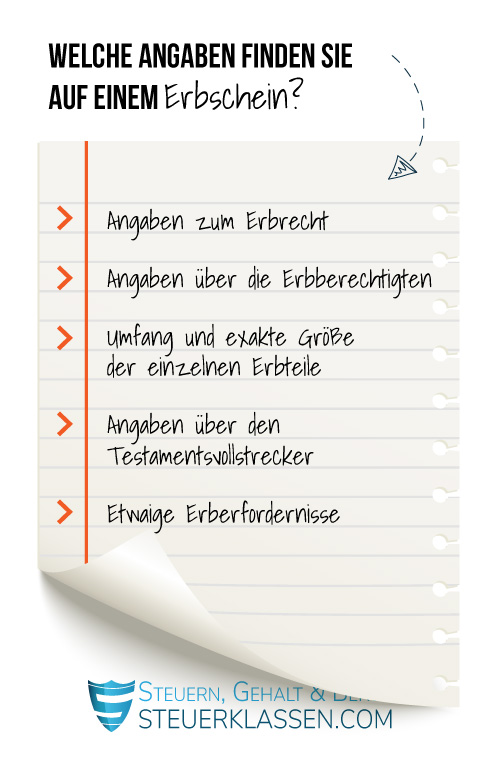 WELCHE ANGABEN FINDEN SIE
AUF EINEM Erbschein?
Angaben zum Erbrecht
Angaben über die Erbberechtigten
Umfang und exakte Größe
der einzelnen Erbteile
Angaben über den
Testamentsvollstrecker
Etwaige Erberfordernisse
STEUERN, GEHALT &
STEUERKLASSEN.COM